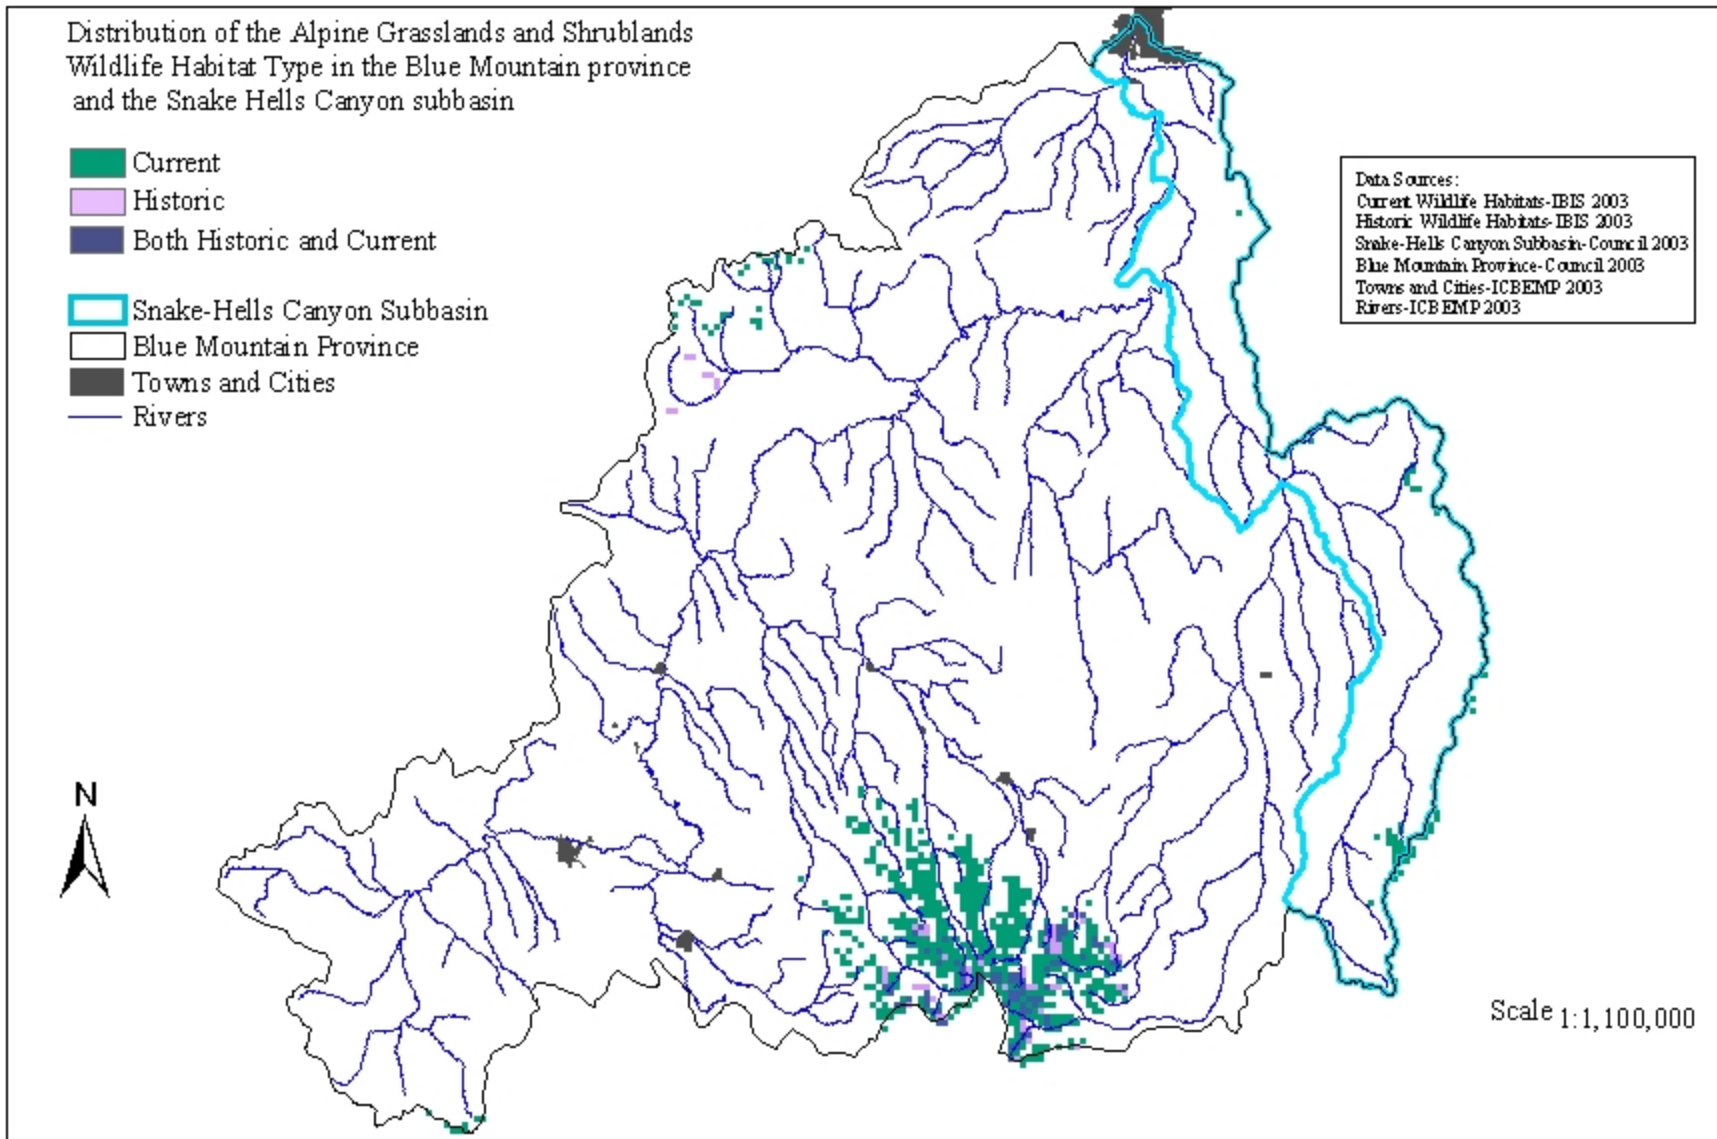 Distribution of the Alpine Grasslands and Shrublands
Wildlife Habitat Type in the Blue Mountain province
and the Snake Hells Canyon subbasin
Current
Historic
Both Historic and Current
Snake-Hells Canyon Subbasin
Blue Mountain Province
Towns and Cities
Rivers
Data Sources:
Current Wildlife Habitats-IBIS 2003
Historic Wildlife Habitats-IBIS 2003
Snake-Hells Canyon Subbasin-Council 2003
Blue Mountain Province-Council 2003
Towns and Cities-ICBEMP 2003
Rivers-ICBEMP 2003
N
Scale 1:1,100,000